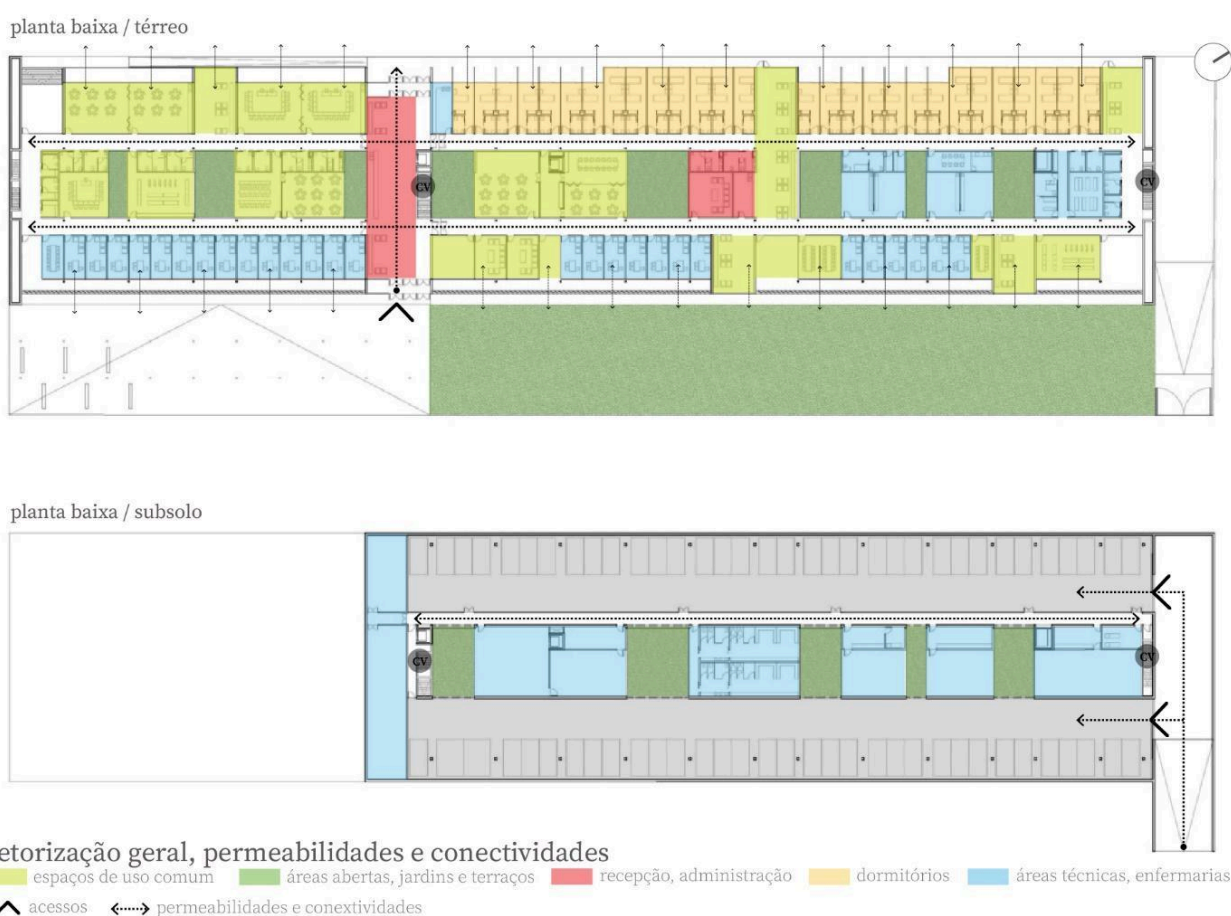 planta baixa / térreo
CV
CV
planta baixa / subsolo
CV
CV
etorização geral, permeabilidades e conectividades
espaços de uso comum áreas abertas, jardins e terraços recepção, administração dormitórios áreas técnicas, enfermarias
acessos permeabilidades e conextividades